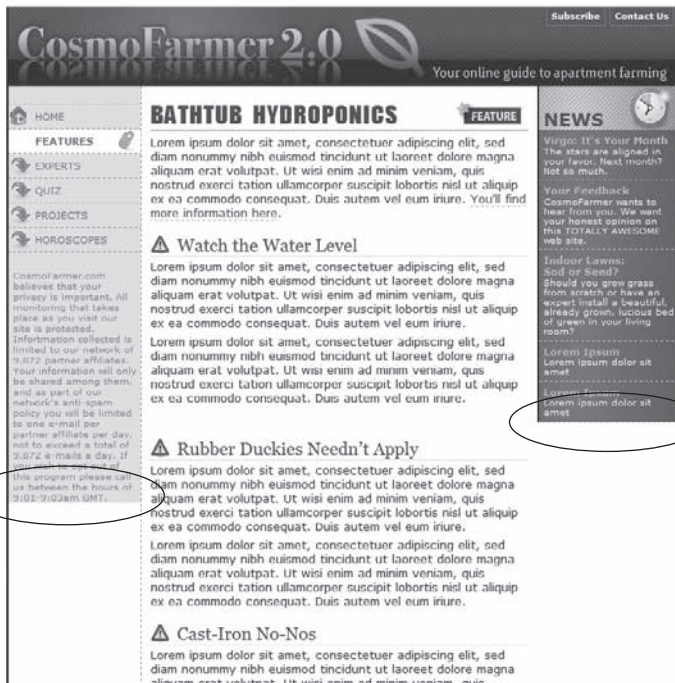 Subscribe Contact Us
CosmoFarmer 2.0
Your online guide to apartment farming
HOME
FEATURES
EXPERTS
QUIZ
PROJECTS
HOROSCOPES
CosmoFarmer.com
believes that your
privacy is important. All
monitoring that takes
place as you visit our
site is protected.
Information collected is
limited to our network of
9,872 partner affiliates.
Your information will only
be shared among them,
and as part of our
network's anti-spam
policy you will be limited
to one e-mail per
partner affiliate per day,
not to exceed a total of
9,872 e-mails a day. If
you wish to opt out of
this program please call
us between the hours of
9:01-9:03am GMT.
BATHTUB HYDROPONICS
FEATURE
Lorem ipsum dolor sit amet, consectetuer adipiscing elit, sed
diam nonummy nibh euismod tincidunt ut laoreet dolore magna
aliquam erat volutpat. Ut wisi enim ad minim veniam, quis
nostrud exerci tation ullamcorper suscipit lobortis nisl ut aliquip
ex ea commodo consequat. Duis autem vel eum iriure. You'll find
more information here.
Watch the Water Level
Lorem ipsum dolor sit amet, consectetuer adipiscing elit, sed
diam nonummy nibh euismod tincidunt ut laoreet dolore magna
aliquam erat volutpat. Ut wisi enim ad minim veniam, quis
nostrud exerci tation ullamcorper suscipit lobortis nisl ut aliquip
ex ea commodo consequat. Duis autem vel eum iriure.
Lorem ipsum dolor sit amet, consectetuer adipiscing elit, sed
diam nonummy nibh euismod tincidunt ut laoreet dolore magna
aliquam erat volutpat. Ut wisi enim ad minim veniam, quis
nostrud exerci tation ullamcorper suscipit lobortis nisl ut aliquip
ex ea commodo consequat. Duis autem vel eum iriure.
Rubber Duckies Needn't Apply
Lorem ipsum dolor sit amet, consectetuer adipiscing elit, sed
diam nonummy nibh euismod tincidunt ut laoreet dolore magna
aliquam erat volutpat. Ut wisi enim ad minim veniam, quis
nostrud exerci tation ullamcorper suscipit lobortis nisl ut aliquip
ex ea commodo consequat. Duis autem vel eum iriure.
Lorem ipsum dolor sit amet, consectetuer adipiscing elit, sed
diam nonummy nibh euismod tincidunt ut laoreet dolore magna
aliquam erat volutpat. Ut wisi enim ad minim veniam, quis
nostrud exerci tation ullamcorper suscipit lobortis nisl ut aliquip
ex ea commodo consequat. Duis autem vel eum iriure.
Cast-Iron No-Nos
Lorem ipsum dolor sit amet, consectetuer adipiscing elit, sed
diam nonummy nibh euismod tincidunt ut laoreet dolore magna
aliquam erat volutpat. Ut wisi enim ad minim veniam, quis
NEWS
Virgo: It's Your Month
The stars are aligned in
your favor. Next month?
Not so much.
Your Feedback
CosmoFarmer wants to
hear from you. We want
your honest opinion on
this TOTALLY AWESOME
web site.
Indoor Lawns:
Sod or Seed?
Should you grow grass
from scratch or have an
expert install a beautiful,
already grown, lucious bed
of green in your living
room?
Lorem Ipsum
Lorem ipsum dolor sit
amet
Lorem Ipsum
Lorem ipsum dolor sit
amet